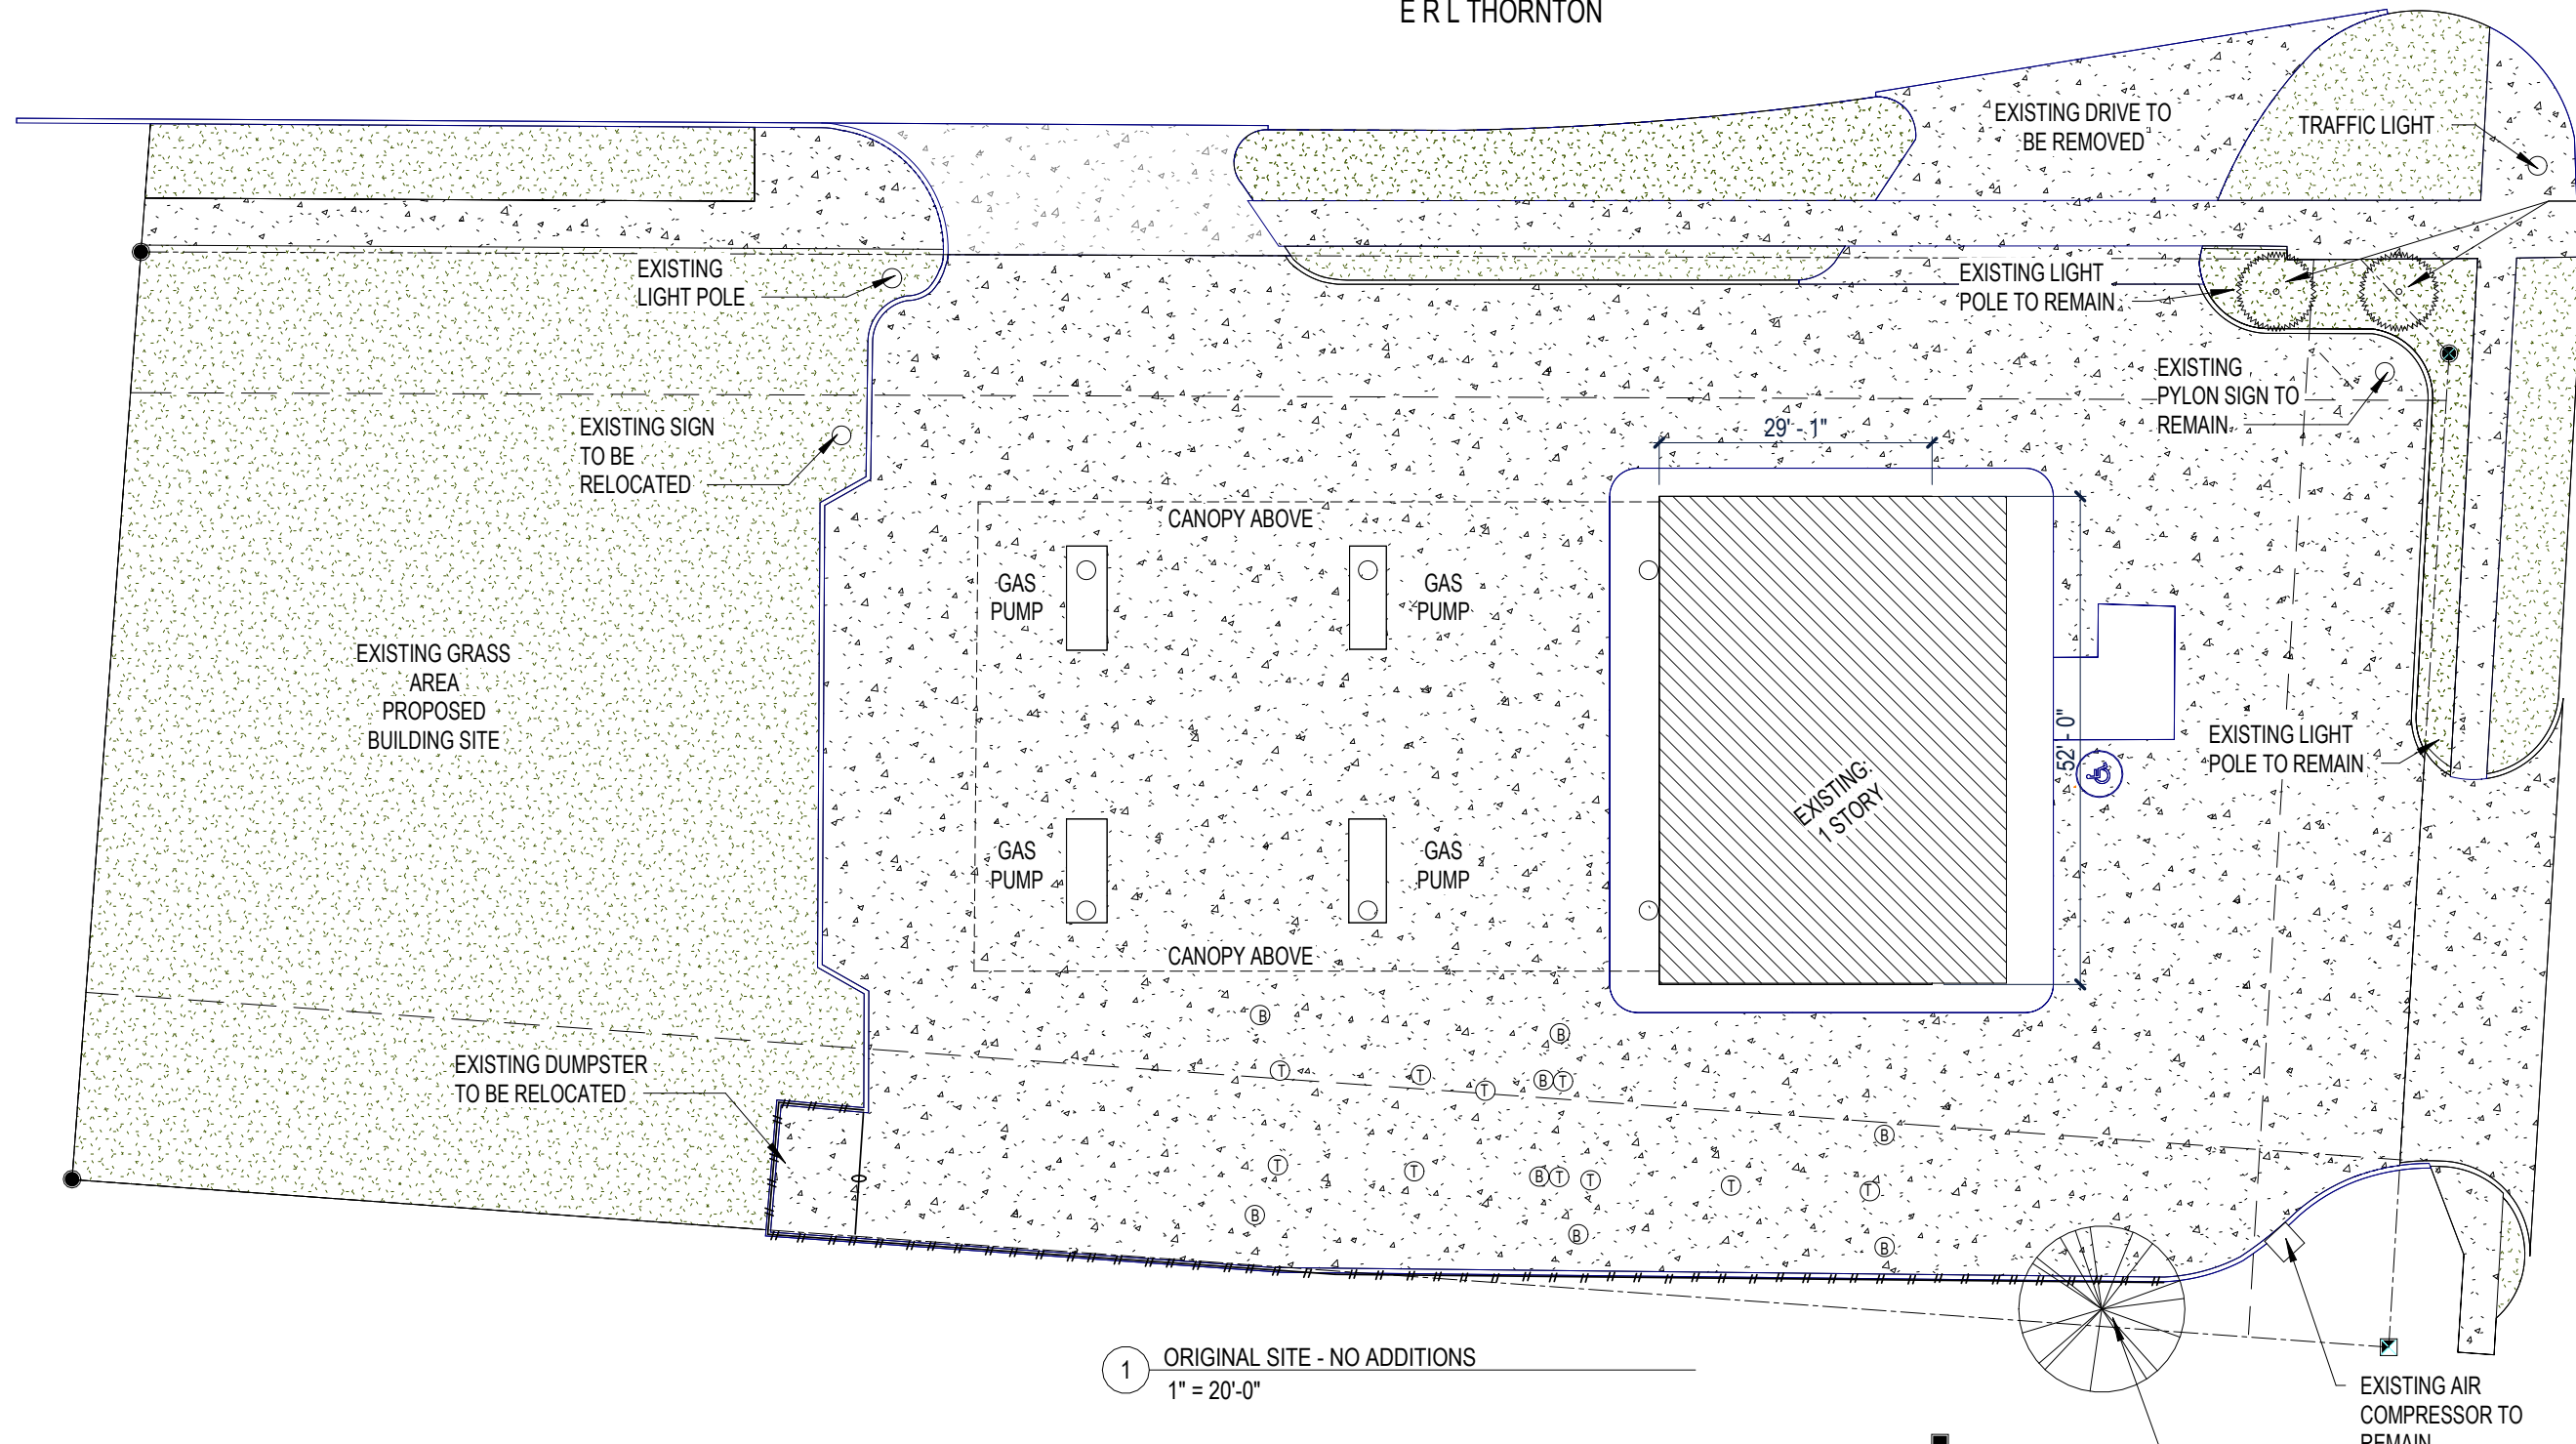 E R L THORNTON
EXISTING DRIVE TO
BE REMOVED
TRAFFIC LIGHT
EXISTING
LIGHT POLE
EXISTING LIGHT
POLE TO REMAIN
EXISTING
PYLON SIGN TO
REMAIN
EXISTING SIGN
TO BE
RELOCATED
29' - 1"
CANOPY ABOVE
GAS
PUMP
GAS
PUMP
EXISTING GRASS
AREA
PROPOSED
BUILDING SITE
52' - 0"
EXISTING LIGHT
POLE TO REMAIN
EXISTING
1 STORY
GAS
PUMP
GAS
PUMP
CANOPY ABOVE
B
B
EXISTING DUMPSTER
TO BE RELOCATED
T
T
T
B T
B
T
T
B T
T
T
T
B
B
B
1
ORIGINAL SITE - NO ADDITIONS
1" = 20'-0"
EXISTING AIR
COMPRESSOR TO
REMAIN